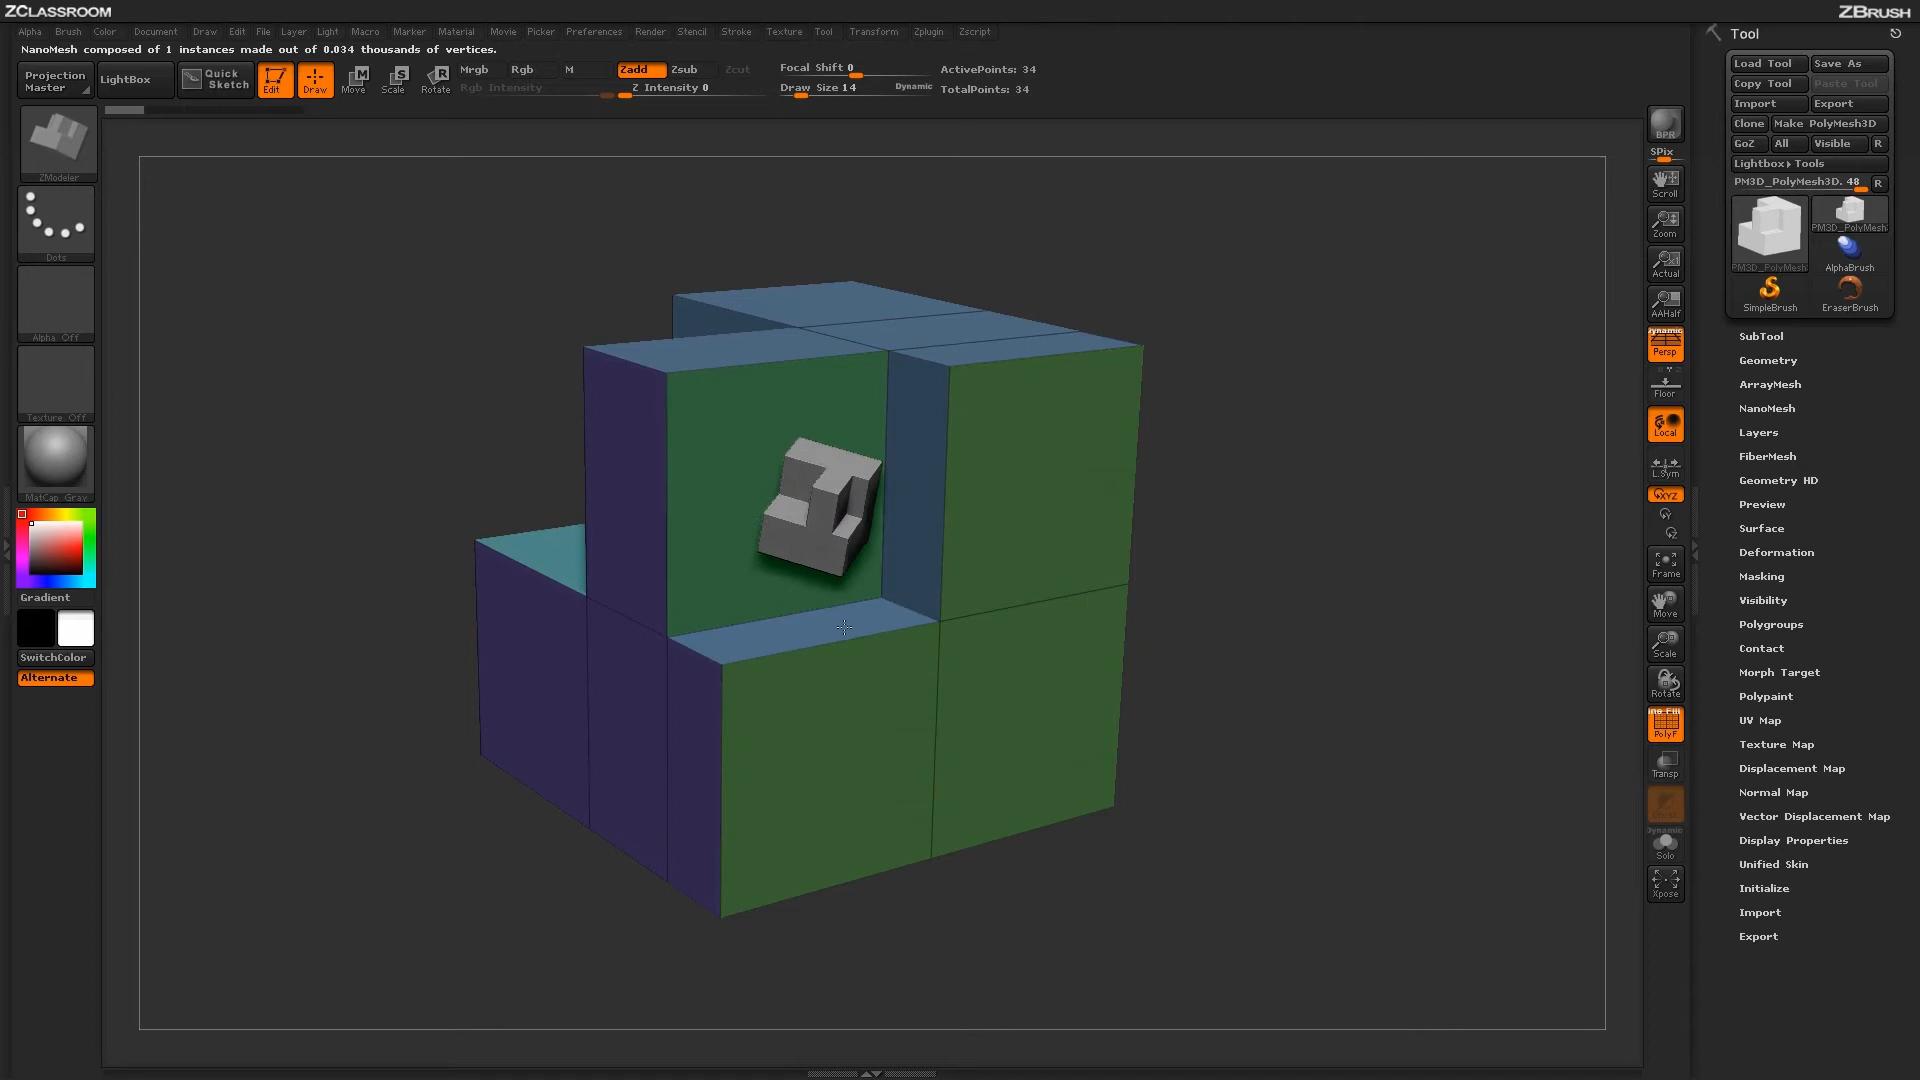 ZCLASSROOM
ZBRUSH
Alpha Brush Color Document Draw Edit File Layer Light Macro Marker Material Movie Picker Preferences Render Stencil Stroke Texture Tool Transform Zplugin Zscript
NanoMesh composed of 1 instances made out of 0.034 thousands of vertices.
Projection Master
LightBox
Quick Sketch
Edit
Draw
Move
Scale
Rotate
Mrgb Rgb M
Rgb Intensity
Zadd Zsub Zcut
Z Intensity 0
Focal Shift 0
Draw Size 14
Dynamic
ActivePoints: 34
TotalPoints: 34
ZModeler
Dots
Alpha Off
Texture Off
MatCap Gray
Gradient
SwitchColor
Alternate
BPR
SPix
Scroll
Zoom
Actual
AAHalf
Dynamic
Persp
Floor
Local
L.Sym
XYZ
Y
Z
Frame
Move
Scale
Rotate
PolyF
Transp
Dynamic
Solo
Xpose
Tool
Load Tool Save As
Copy Tool Paste Tool
Import Export
Clone Make PolyMesh3D
GoZ All Visible R
Lightbox▸Tools
PM3D_PolyMesh3D. 48 R
PM3D_PolyMesh
PM3D_PolyMesh
AlphaBrush
SimpleBrush
EraserBrush
SubTool
Geometry
ArrayMesh
NanoMesh
Layers
FiberMesh
Geometry HD
Preview
Surface
Deformation
Masking
Visibility
Polygroups
Contact
Morph Target
Polypaint
UV Map
Texture Map
Displacement Map
Normal Map
Vector Displacement Map
Display Properties
Unified Skin
Initialize
Import
Export